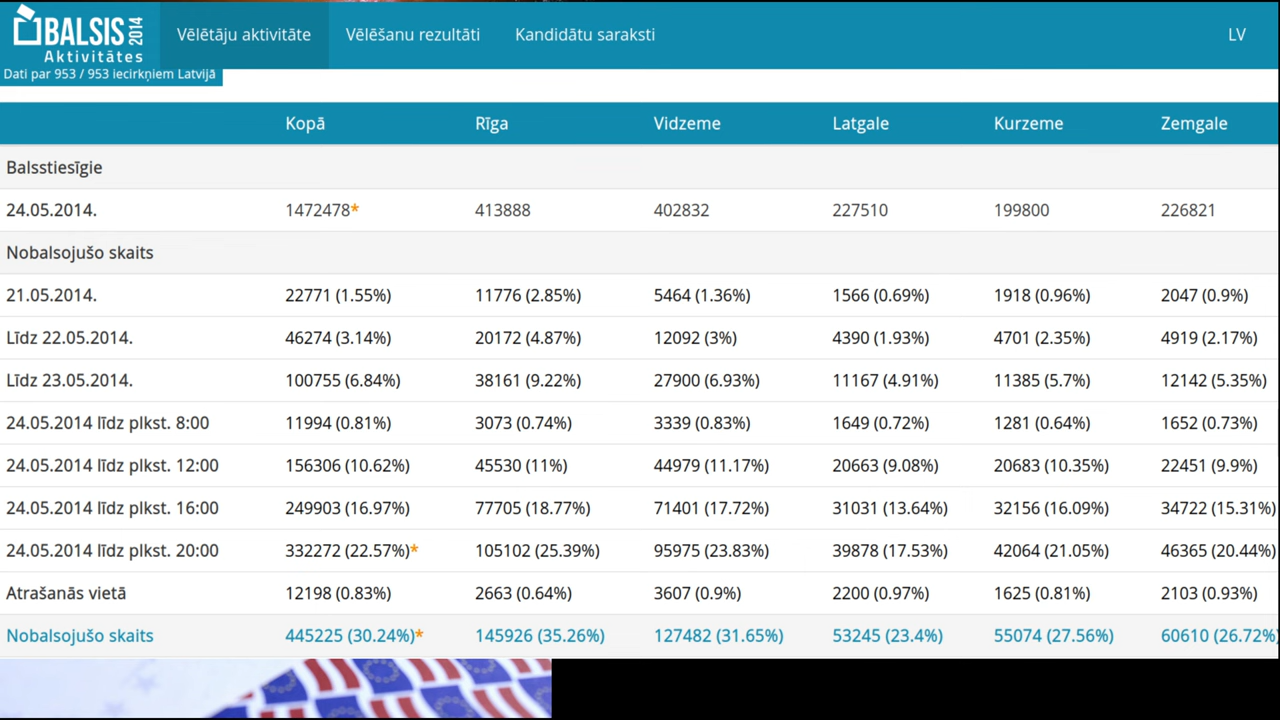 BALSIS 2014
Aktivitātes
Vēlētāju aktivitāte Vēlēšanu rezultāti Kandidātu saraksti LV
Dati par 953 / 953 iecirkņiem Latvijā
Kopā Rīga Vidzeme Latgale Kurzeme Zemgale
Balsstiesīgie
24.05.2014. 1472478* 413888 402832 227510 199800 226821
Nobalsojušo skaits
21.05.2014. 22771 (1.55%) 11776 (2.85%) 5464 (1.36%) 1566 (0.69%) 1918 (0.96%) 2047 (0.9%)
Līdz 22.05.2014. 46274 (3.14%) 20172 (4.87%) 12092 (3%) 4390 (1.93%) 4701 (2.35%) 4919 (2.17%)
Līdz 23.05.2014. 100755 (6.84%) 38161 (9.22%) 27900 (6.93%) 11167 (4.91%) 11385 (5.7%) 12142 (5.35%)
24.05.2014 līdz plkst. 8:00 11994 (0.81%) 3073 (0.74%) 3339 (0.83%) 1649 (0.72%) 1281 (0.64%) 1652 (0.73%)
24.05.2014 līdz plkst. 12:00 156306 (10.62%) 45530 (11%) 44979 (11.17%) 20663 (9.08%) 20683 (10.35%) 22451 (9.9%)
24.05.2014 līdz plkst. 16:00 249903 (16.97%) 77705 (18.77%) 71401 (17.72%) 31031 (13.64%) 32156 (16.09%) 34722 (15.31%)
24.05.2014 līdz plkst. 20:00 332272 (22.57%)* 105102 (25.39%) 95975 (23.83%) 39878 (17.53%) 42064 (21.05%) 46365 (20.44%)
Atrašanās vietā 12198 (0.83%) 2663 (0.64%) 3607 (0.9%) 2200 (0.97%) 1625 (0.81%) 2103 (0.93%)
Nobalsojušo skaits 445225 (30.24%)* 145926 (35.26%) 127482 (31.65%) 53245 (23.4%) 55074 (27.56%) 60610 (26.72%)